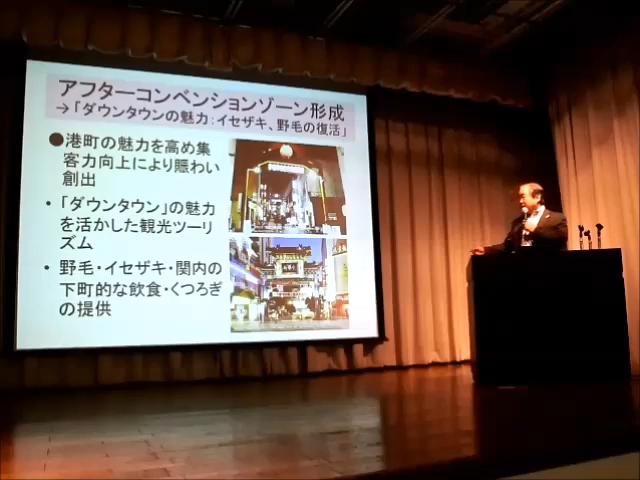 アフターコンベンションゾーン形成
→「ダウンタウンの魅力：イセザキ、野毛の復活」
●港町の魅力を高め集
客力向上により賑わい
創出
・「ダウンタウン」の魅力
を活かした観光ツーリ
ズム
・野毛・イセザキ・関内の
下町的な飲食・くつろぎ
の提供